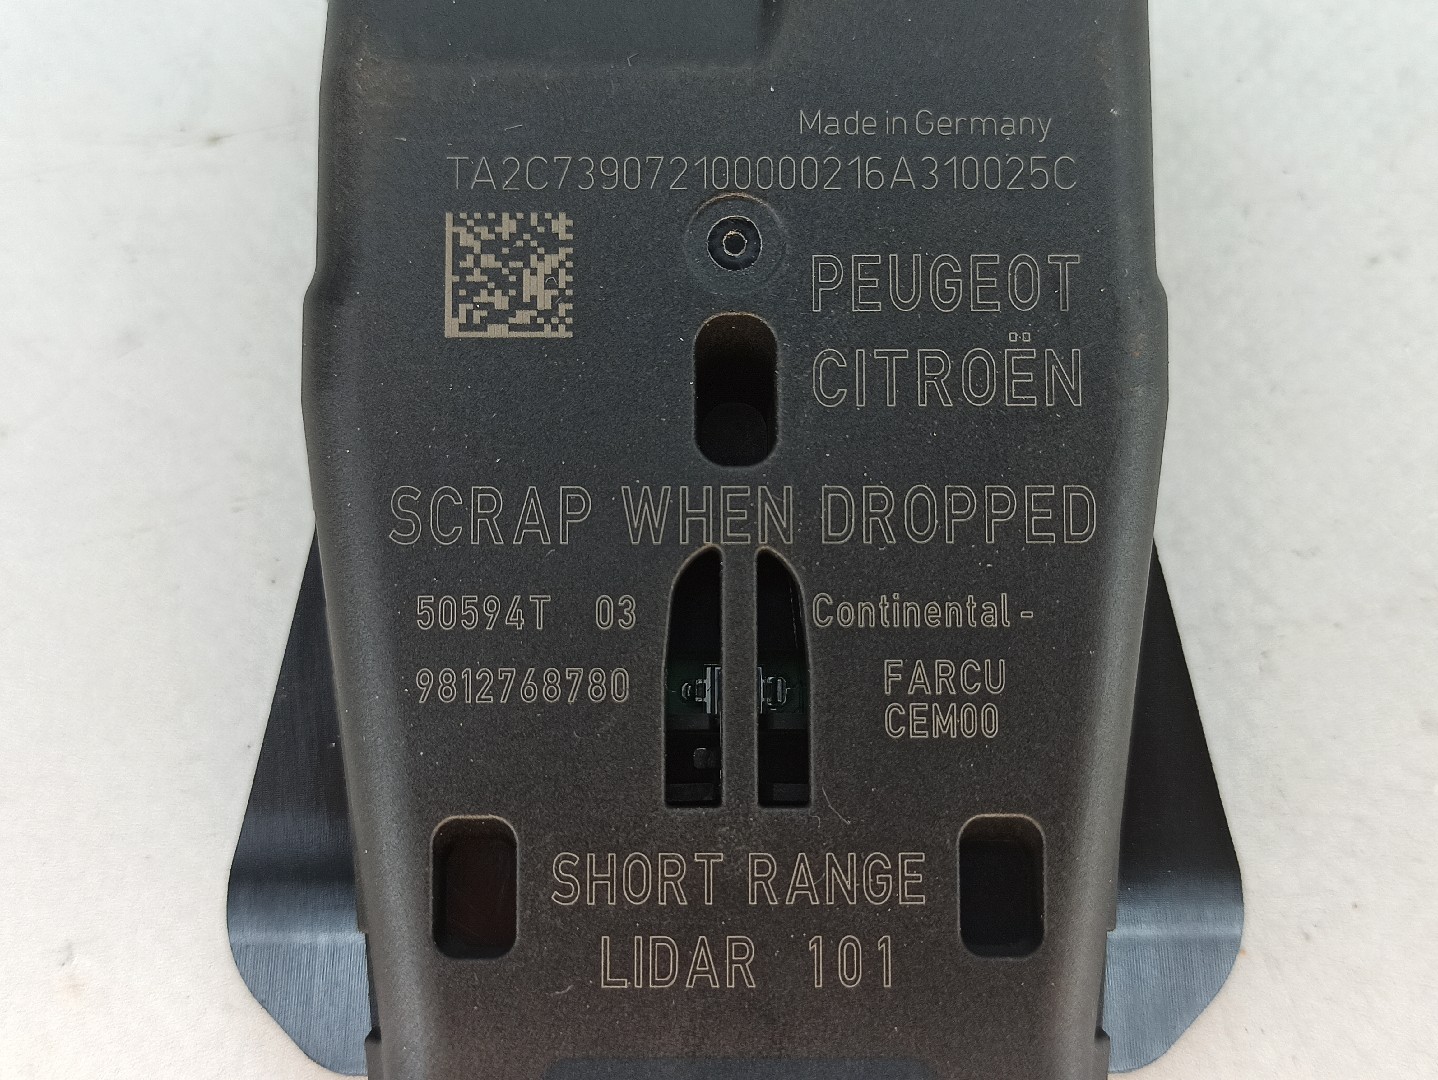 Made in Germany
TA2C739072100000216A310025C
PEUGEOT
CITROËN
SCRAP WHEN DROPPED
50594T 03
Continental -
9812768780
FARCU
CEM00
SHORT RANGE
LIDAR 101